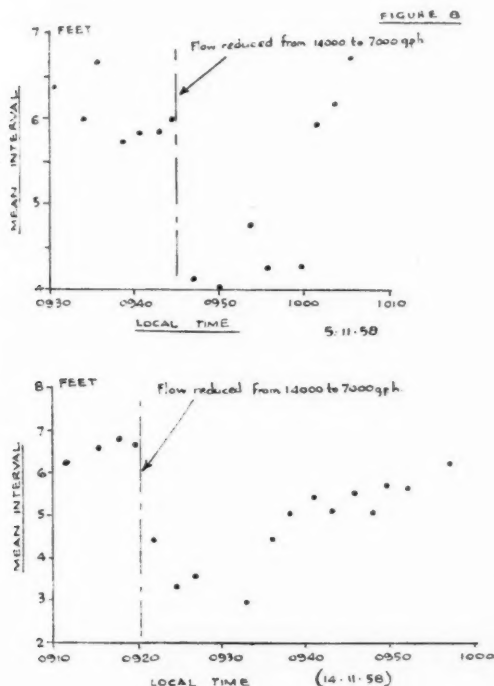 FIGURE 8
7 FEET
Flow reduced from 14000 to 7000 gph
6
MEAN INTERVAL
5
4
0930 0940 0950 1000 1010
LOCAL TIME 5.11.58
8 FEET
Flow reduced from 14000 to 7000 gph.
7
6
MEAN INTERVAL
5
4
3
2
0910 0920 0930 0940 0950 1000
LOCAL TIME (14.11.58)